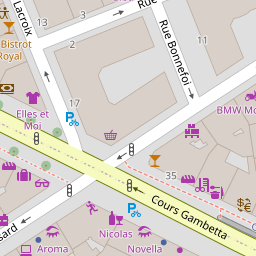 Lacroix
Rue
13
11
Bistrot
Royal
3
2
Rue Bonnefoi
17
Elles et
Moi
BMW Mo
35
Cours Gambetta
Nicolas
Aroma
Novella